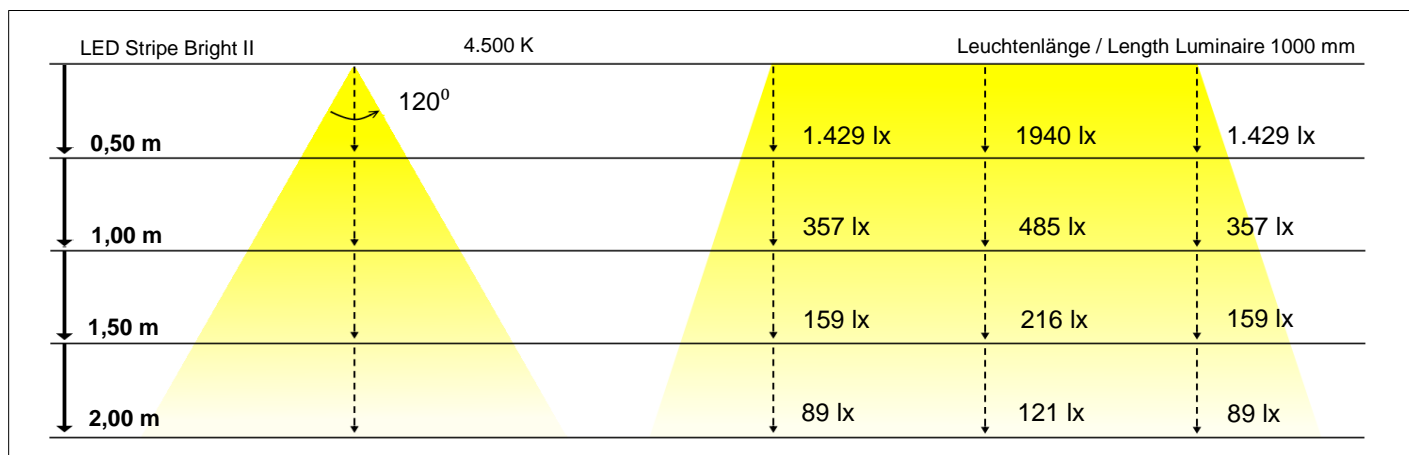 LED Stripe Bright II 4.500 K Leuchtenlänge / Length Luminaire 1000 mm
120⁰
0,50 m 1.429 lx 1940 lx 1.429 lx
1,00 m 357 lx 485 lx 357 lx
1,50 m 159 lx 216 lx 159 lx
2,00 m 89 lx 121 lx 89 lx